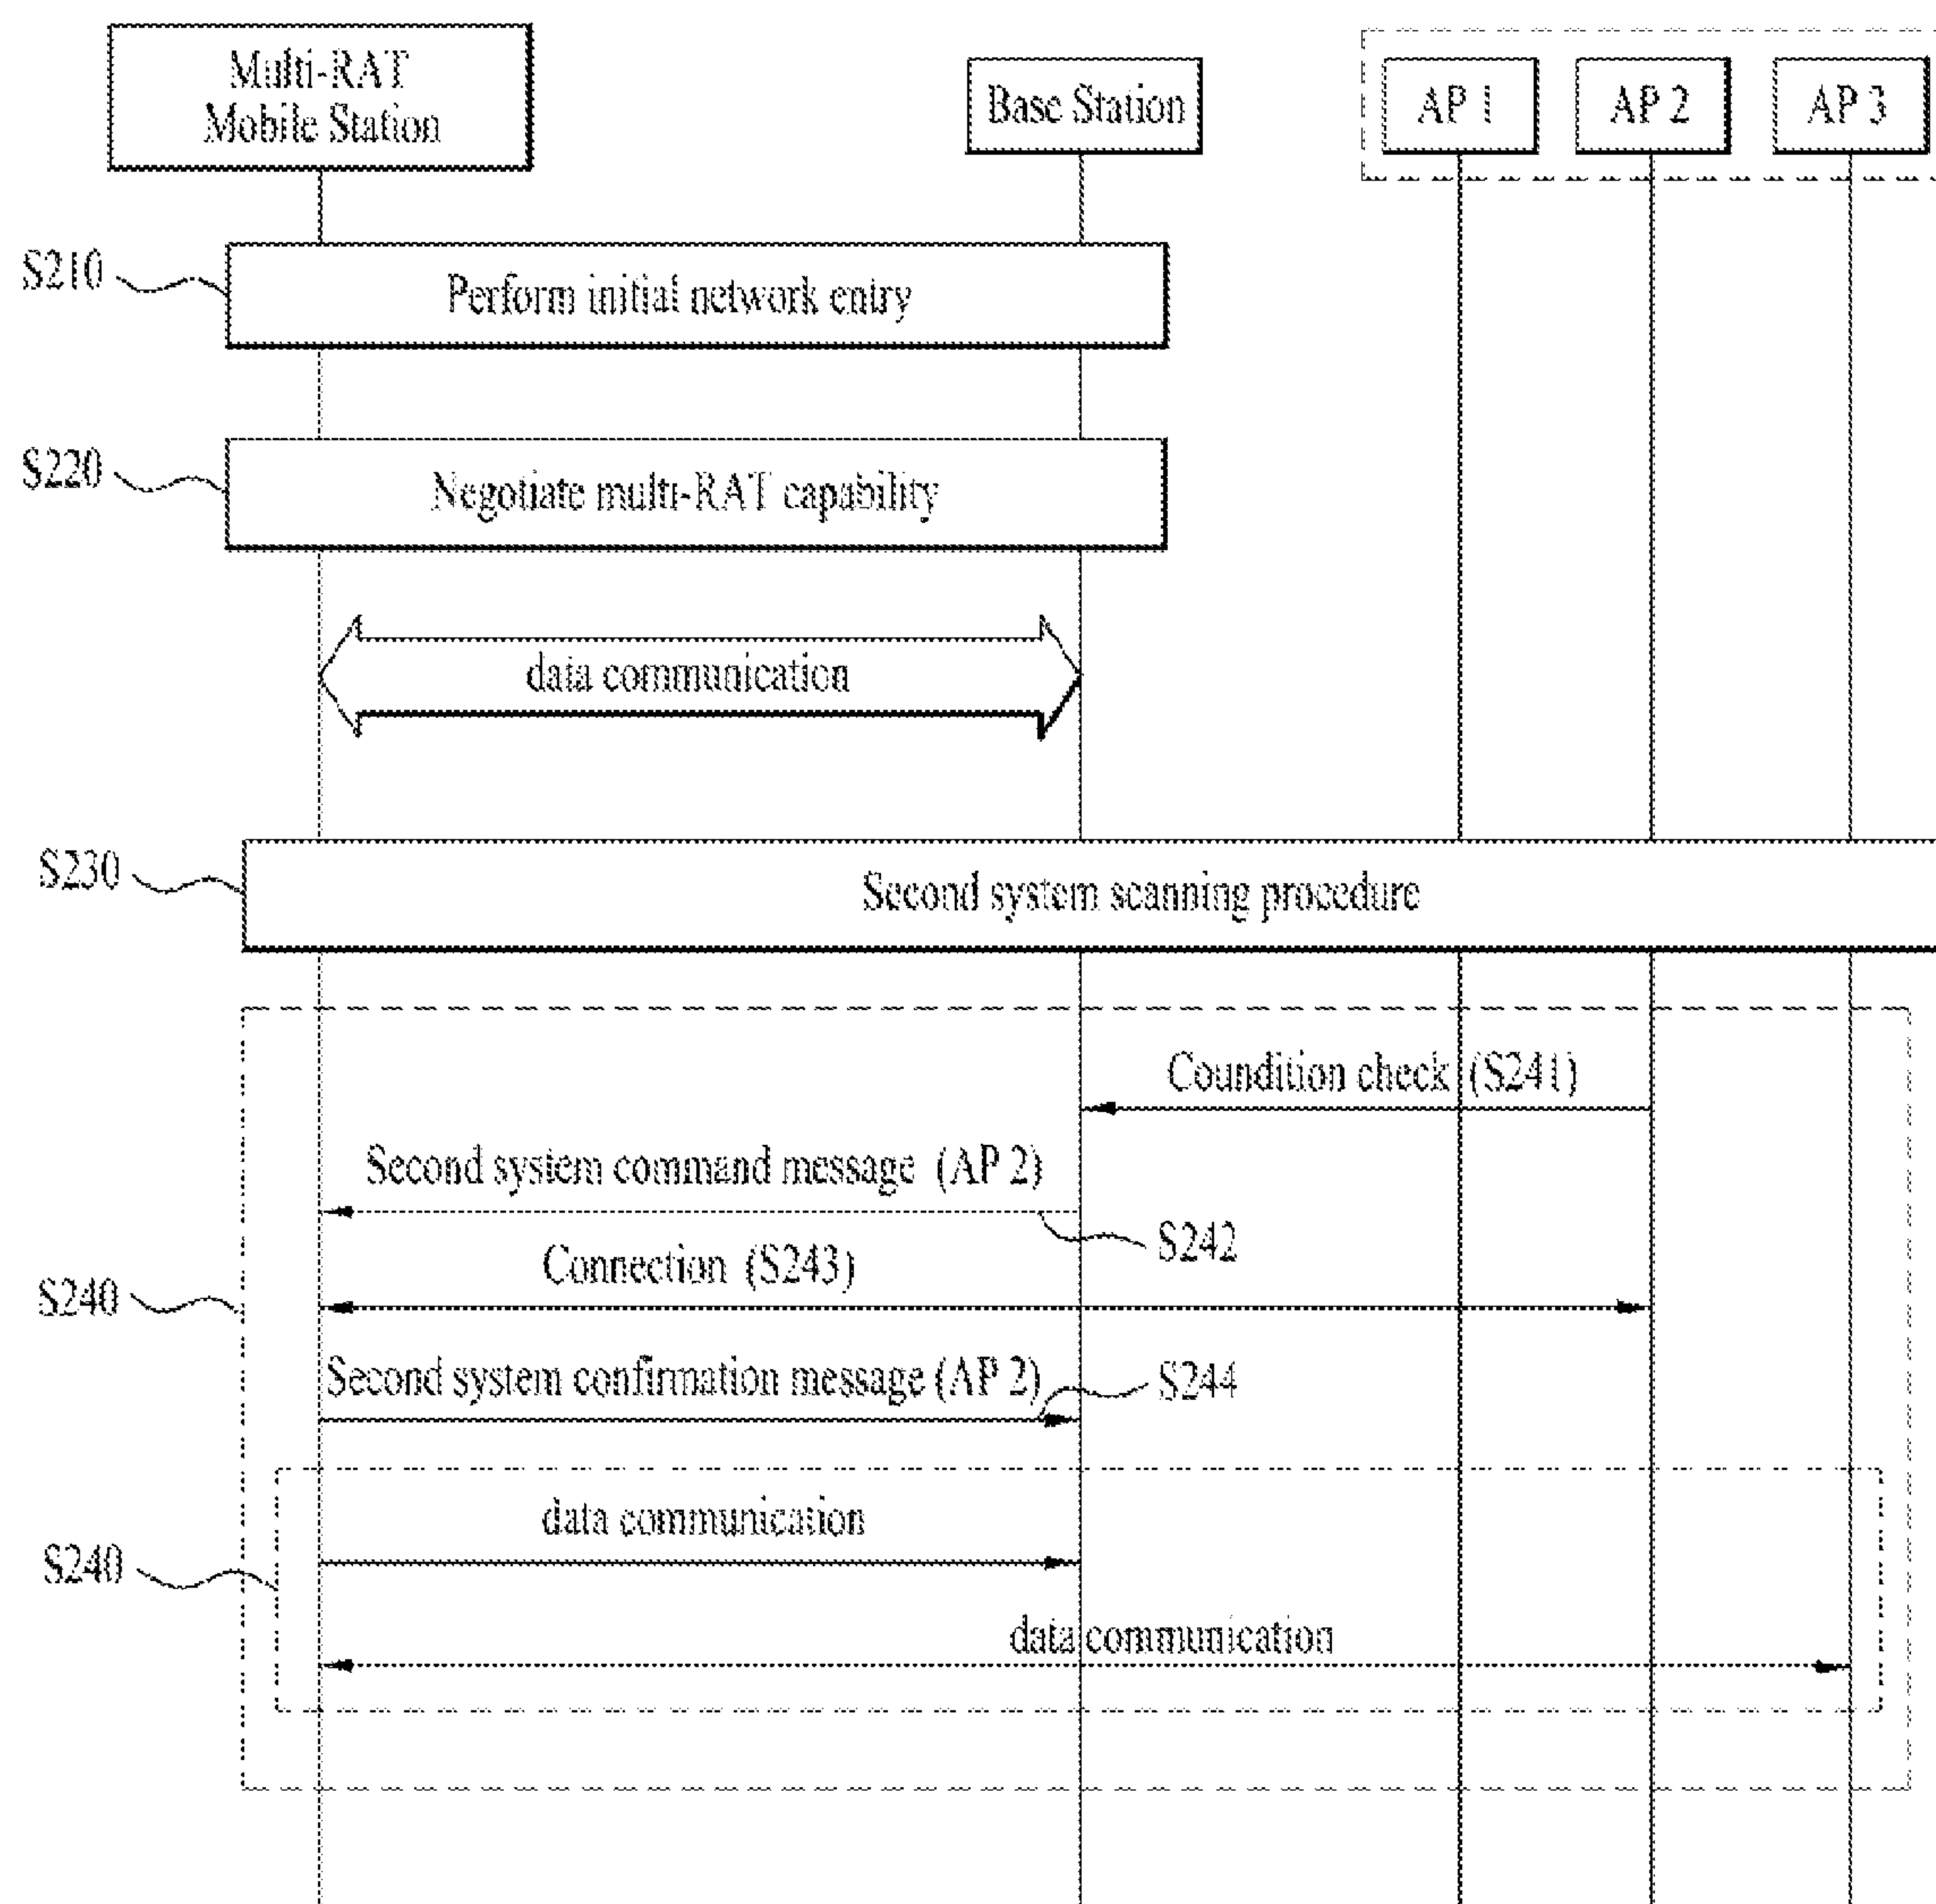 Multi-RAT
Mobile Station
Base Station
AP 1
AP 2
AP 3
S210
Perform initial network entry
S220
Negotiate multi-RAT capability
data communication
S230
Second system scanning procedure
Coundition check (S241)
Second system command message (AP 2)
S242
Connection (S243)
S240
Second system confirmation message (AP 2)
S244
data communication
S240
data communication